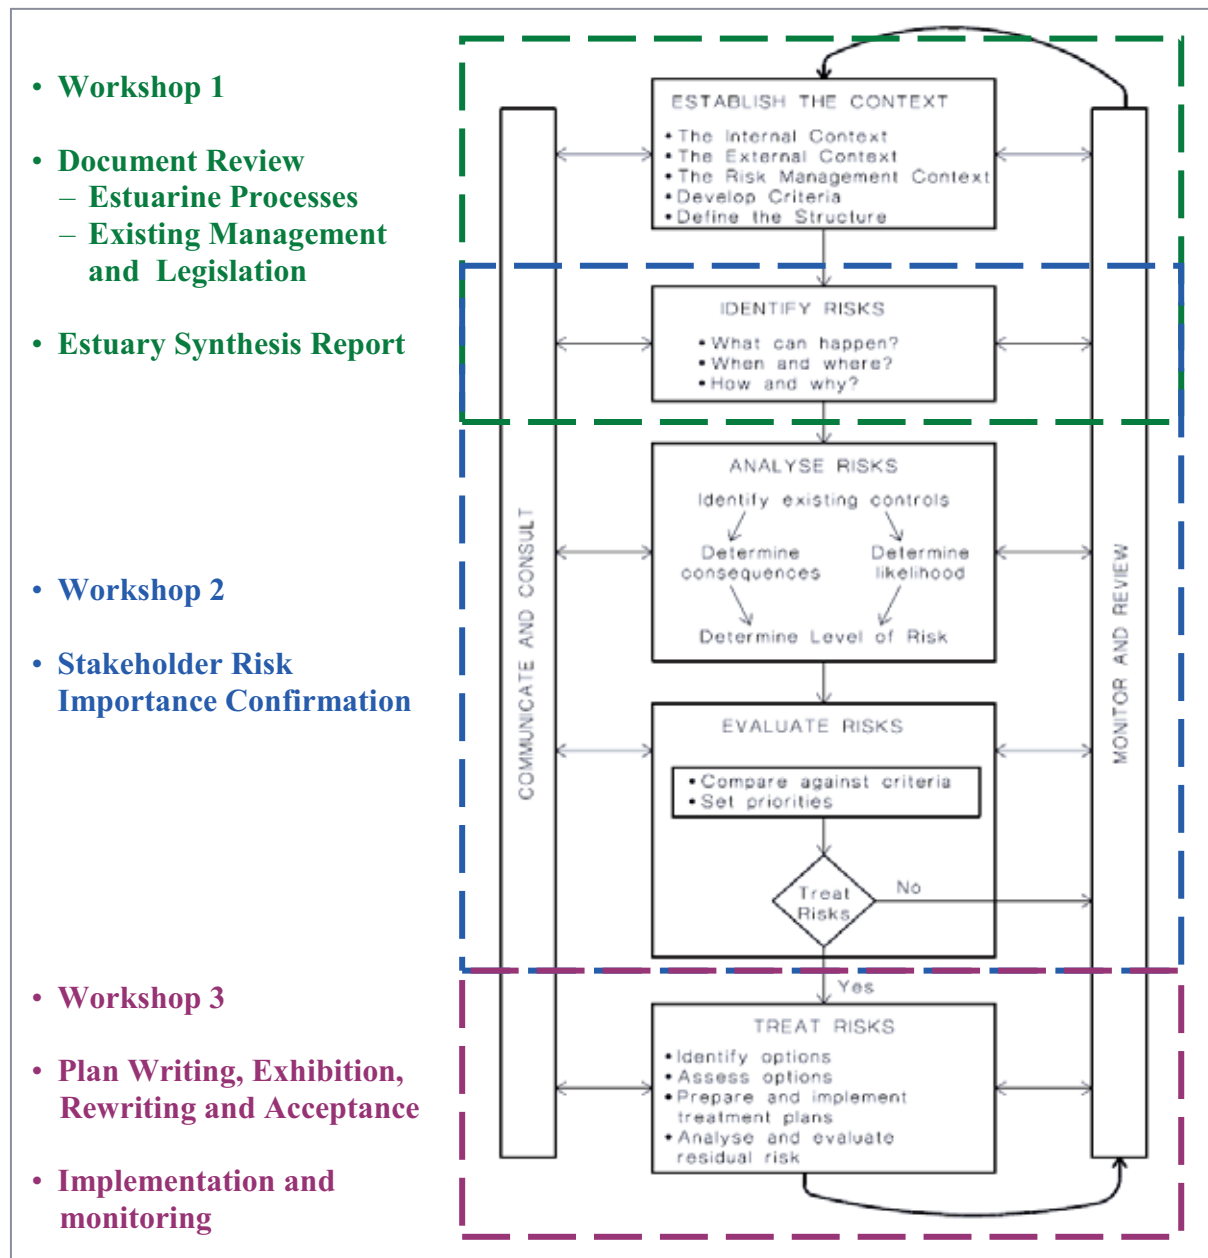 • Workshop 1
• Document Review
– Estuarine Processes
– Existing Management
and Legislation
• Estuary Synthesis Report
• Workshop 2
• Stakeholder Risk
Importance Confirmation
• Workshop 3
• Plan Writing, Exhibition,
Rewriting and Acceptance
• Implementation and
monitoring
COMMUNICATE AND CONSULT
ESTABLISH THE CONTEXT
• The Internal Context
• The External Context
• The Risk Management Context
• Develop Criteria
• Define the Structure
IDENTIFY RISKS
• What can happen?
• When and where?
• How and why?
ANALYSE RISKS
Identify existing controls
Determine
consequences
Determine
likelihood
Determine Level of Risk
EVALUATE RISKS
• Compare against criteria
• Set priorities
Treat
Risks
No
Yes
TREAT RISKS
• Identify options
• Assess options
• Prepare and implement
treatment plans
• Analyse and evaluate
residual risk
MONITOR AND REVIEW